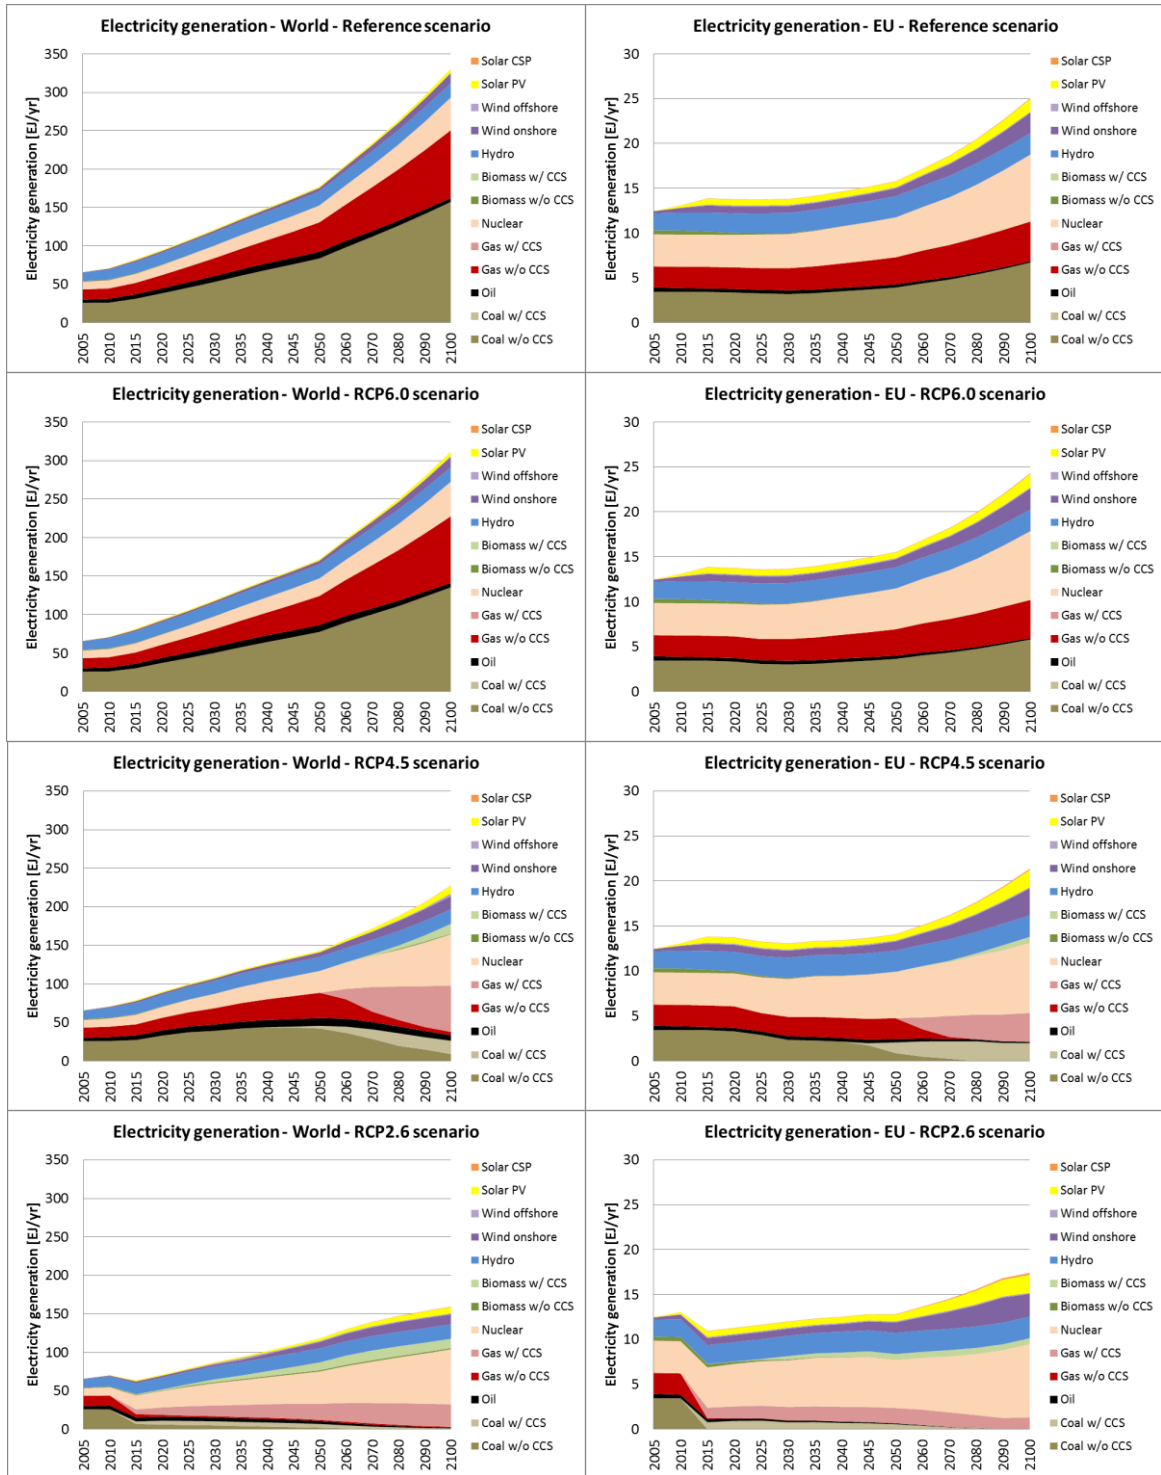 Electricity generation - World - Reference scenario
Electricity generation [EJ/yr]
350
300
250
200
150
100
50
0
2005
2010
2015
2020
2025
2030
2035
2040
2045
2050
2060
2070
2080
2090
2100
Solar CSP
Solar PV
Wind offshore
Wind onshore
Hydro
Biomass w/ CCS
Biomass w/o CCS
Nuclear
Gas w/ CCS
Gas w/o CCS
Oil
Coal w/ CCS
Coal w/o CCS
Electricity generation - EU - Reference scenario
Electricity generation [EJ/yr]
30
25
20
15
10
5
0
2005
2010
2015
2020
2025
2030
2035
2040
2045
2050
2060
2070
2080
2090
2100
Solar CSP
Solar PV
Wind offshore
Wind onshore
Hydro
Biomass w/ CCS
Biomass w/o CCS
Nuclear
Gas w/ CCS
Gas w/o CCS
Oil
Coal w/ CCS
Coal w/o CCS
Electricity generation - World - RCP6.0 scenario
Electricity generation [EJ/yr]
350
300
250
200
150
100
50
0
2005
2010
2015
2020
2025
2030
2035
2040
2045
2050
2060
2070
2080
2090
2100
Solar CSP
Solar PV
Wind offshore
Wind onshore
Hydro
Biomass w/ CCS
Biomass w/o CCS
Nuclear
Gas w/ CCS
Gas w/o CCS
Oil
Coal w/ CCS
Coal w/o CCS
Electricity generation - EU - RCP6.0 scenario
Electricity generation [EJ/yr]
30
25
20
15
10
5
0
2005
2010
2015
2020
2025
2030
2035
2040
2045
2050
2060
2070
2080
2090
2100
Solar CSP
Solar PV
Wind offshore
Wind onshore
Hydro
Biomass w/ CCS
Biomass w/o CCS
Nuclear
Gas w/ CCS
Gas w/o CCS
Oil
Coal w/ CCS
Coal w/o CCS
Electricity generation - World - RCP4.5 scenario
Electricity generation [EJ/yr]
350
300
250
200
150
100
50
0
2005
2010
2015
2020
2025
2030
2035
2040
2045
2050
2060
2070
2080
2090
2100
Solar CSP
Solar PV
Wind offshore
Wind onshore
Hydro
Biomass w/ CCS
Biomass w/o CCS
Nuclear
Gas w/ CCS
Gas w/o CCS
Oil
Coal w/ CCS
Coal w/o CCS
Electricity generation - EU - RCP4.5 scenario
Electricity generation [EJ/yr]
30
25
20
15
10
5
0
2005
2010
2015
2020
2025
2030
2035
2040
2045
2050
2060
2070
2080
2090
2100
Solar CSP
Solar PV
Wind offshore
Wind onshore
Hydro
Biomass w/ CCS
Biomass w/o CCS
Nuclear
Gas w/ CCS
Gas w/o CCS
Oil
Coal w/ CCS
Coal w/o CCS
Electricity generation - World - RCP2.6 scenario
Electricity generation [EJ/yr]
350
300
250
200
150
100
50
0
2005
2010
2015
2020
2025
2030
2035
2040
2045
2050
2060
2070
2080
2090
2100
Solar CSP
Solar PV
Wind offshore
Wind onshore
Hydro
Biomass w/ CCS
Biomass w/o CCS
Nuclear
Gas w/ CCS
Gas w/o CCS
Oil
Coal w/ CCS
Coal w/o CCS
Electricity generation - EU - RCP2.6 scenario
Electricity generation [EJ/yr]
30
25
20
15
10
5
0
2005
2010
2015
2020
2025
2030
2035
2040
2045
2050
2060
2070
2080
2090
2100
Solar CSP
Solar PV
Wind offshore
Wind onshore
Hydro
Biomass w/ CCS
Biomass w/o CCS
Nuclear
Gas w/ CCS
Gas w/o CCS
Oil
Coal w/ CCS
Coal w/o CCS